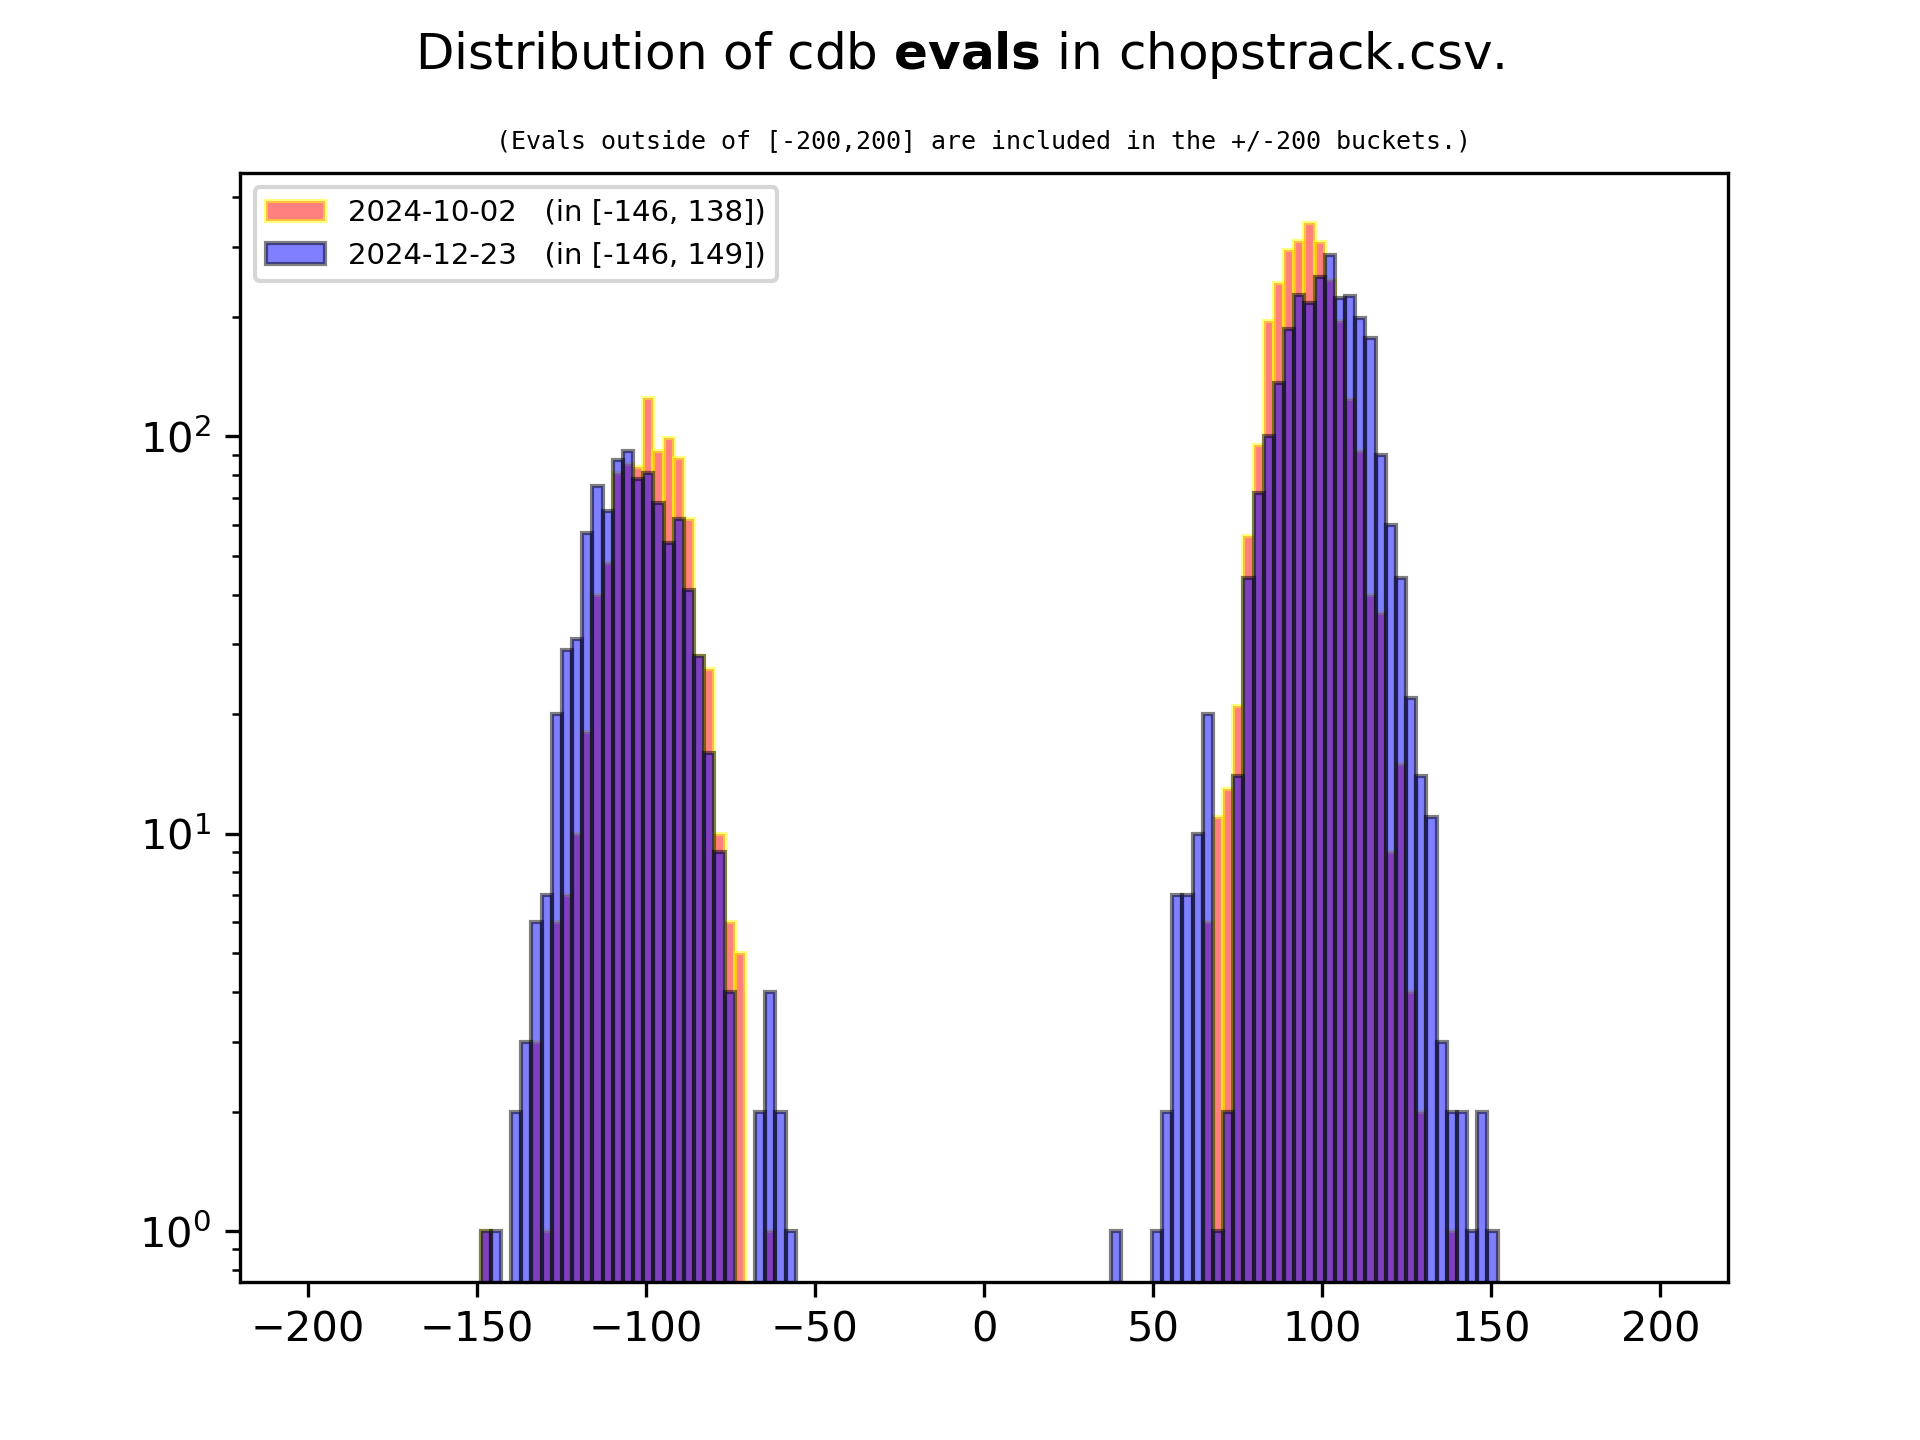 Distribution of cdb evals in chopstrack.csv.
(Evals outside of [-200,200] are included in the +/-200 buckets.)
2024-10-02 (in [-146, 138])
2024-12-23 (in [-146, 149])
10²
10¹
10⁰
−200 −150 −100 −50 0 50 100 150 200